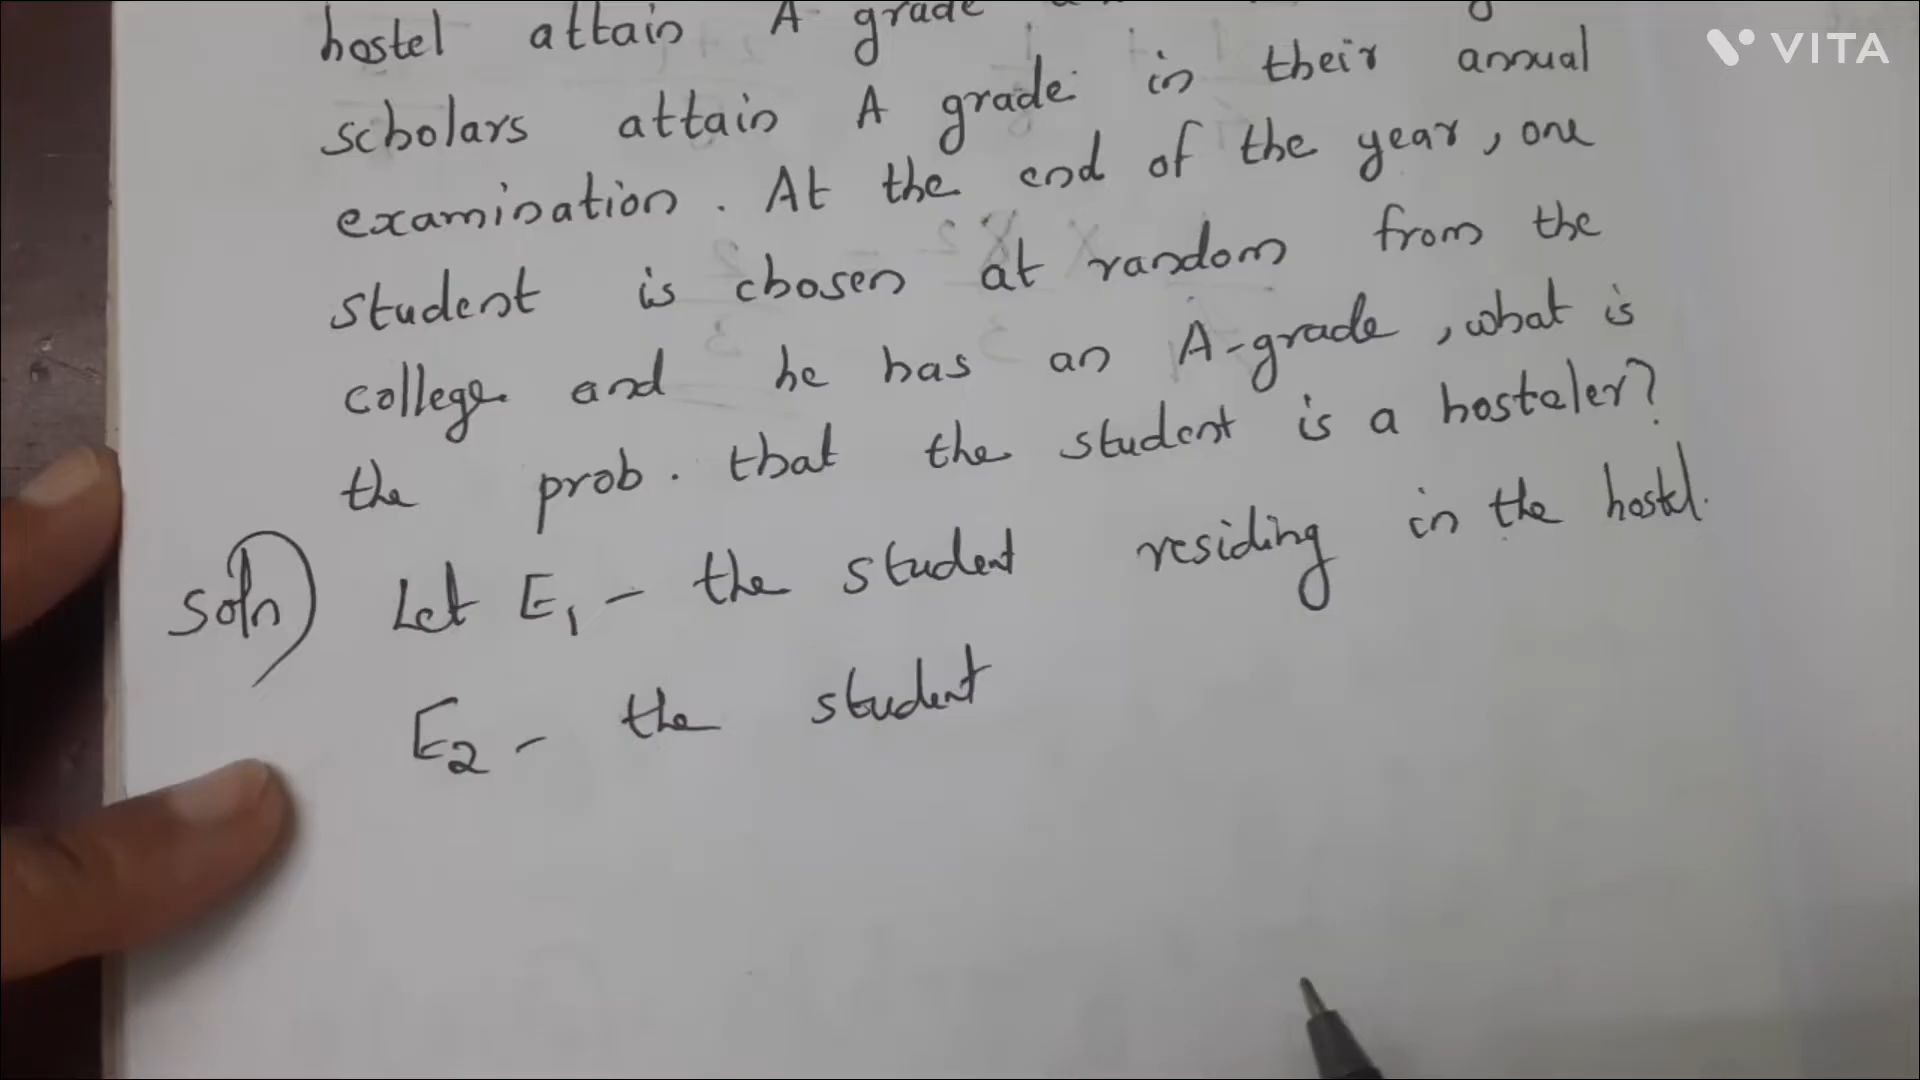 hostel attain A grade
scholars attain A grade in their annual
examination. At the end of the year, one
student is chosen at random from the
college and he has an A-grade, what is
the prob. that the student is a hosteler?
Soln) Let E1 - the student residing in the hostel.
E2 - the student
VITA